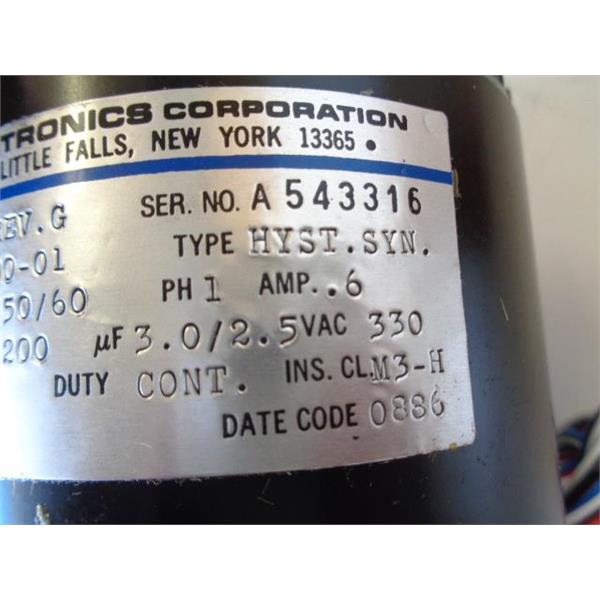 TRONICS CORPORATION
LITTLE FALLS, NEW YORK 13365 •
REV.G SER. NO. A 543316
0-01 TYPE HYST.SYN.
50/60 PH 1 AMP. .6
200 µF 3.0/2.5 VAC 330
DUTY CONT. INS. CL. M3-H
DATE CODE 0886